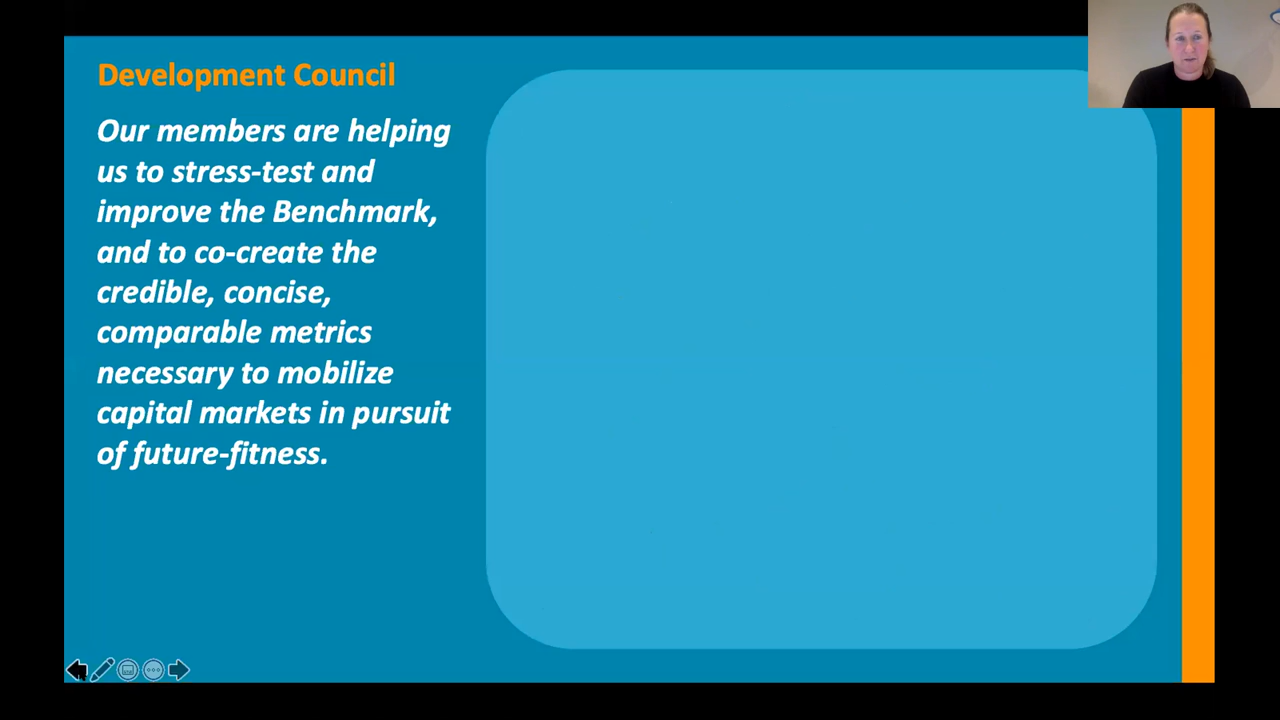 Development Council
Our members are helping
us to stress-test and
improve the Benchmark,
and to co-create the
credible, concise,
comparable metrics
necessary to mobilize
capital markets in pursuit
of future-fitness.